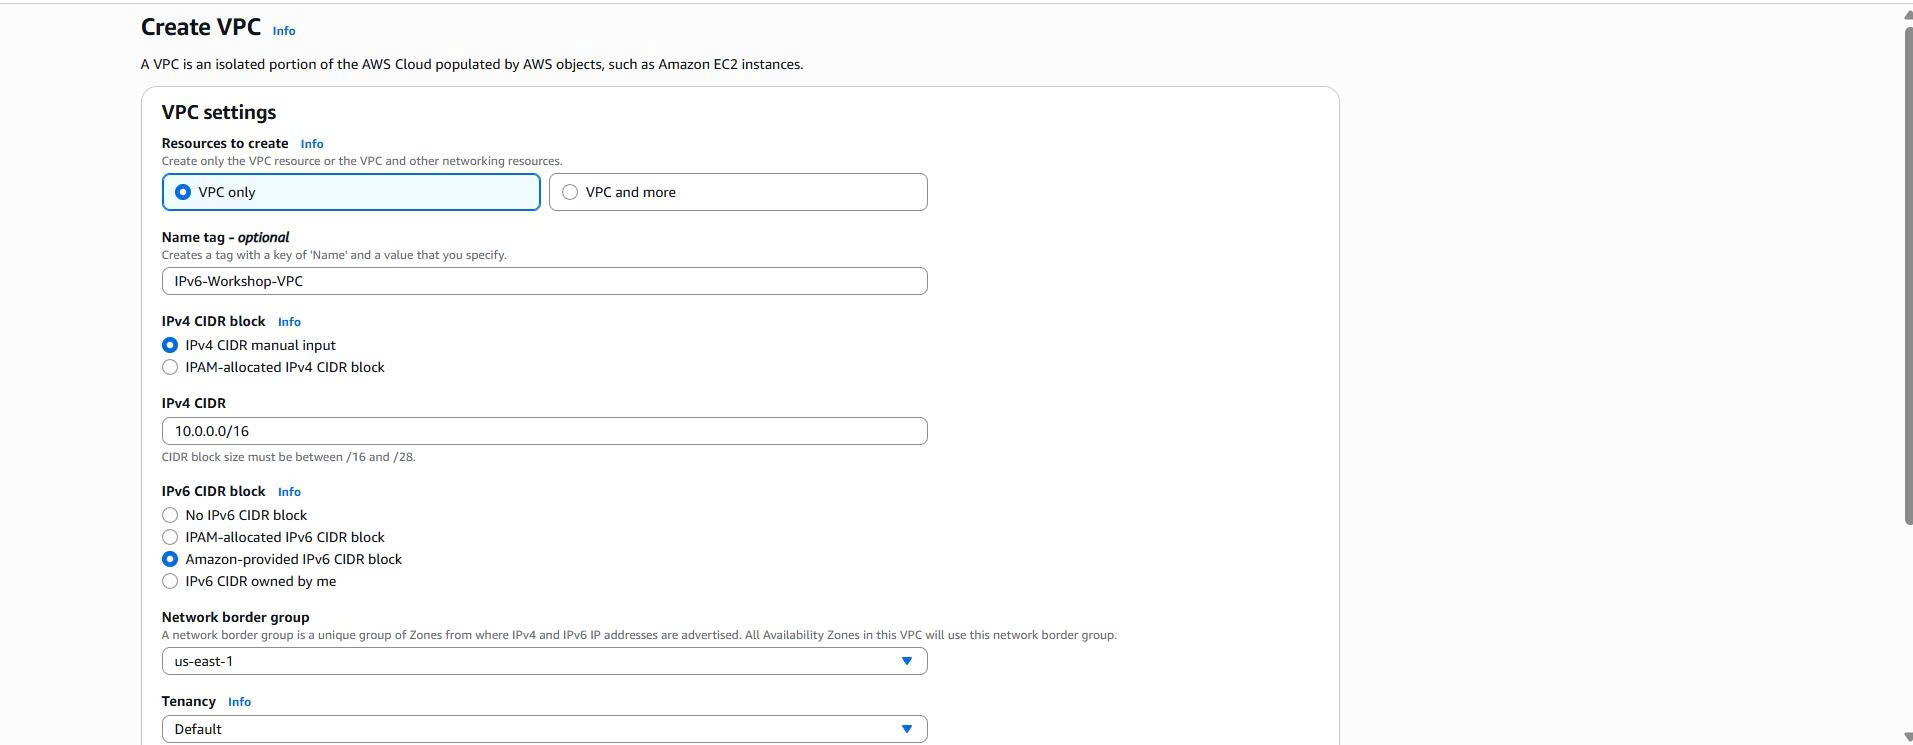 Create VPC Info
A VPC is an isolated portion of the AWS Cloud populated by AWS objects, such as Amazon EC2 instances.
VPC settings
Resources to create Info
Create only the VPC resource or the VPC and other networking resources.
VPC only VPC and more
Name tag - optional
Creates a tag with a key of 'Name' and a value that you specify.
IPv6-Workshop-VPC
IPv4 CIDR block Info
IPv4 CIDR manual input
IPAM-allocated IPv4 CIDR block
IPv4 CIDR
10.0.0.0/16
CIDR block size must be between /16 and /28.
IPv6 CIDR block Info
No IPv6 CIDR block
IPAM-allocated IPv6 CIDR block
Amazon-provided IPv6 CIDR block
IPv6 CIDR owned by me
Network border group
A network border group is a unique group of Zones from where IPv4 and IPv6 IP addresses are advertised. All Availability Zones in this VPC will use this network border group.
us-east-1
Tenancy Info
Default